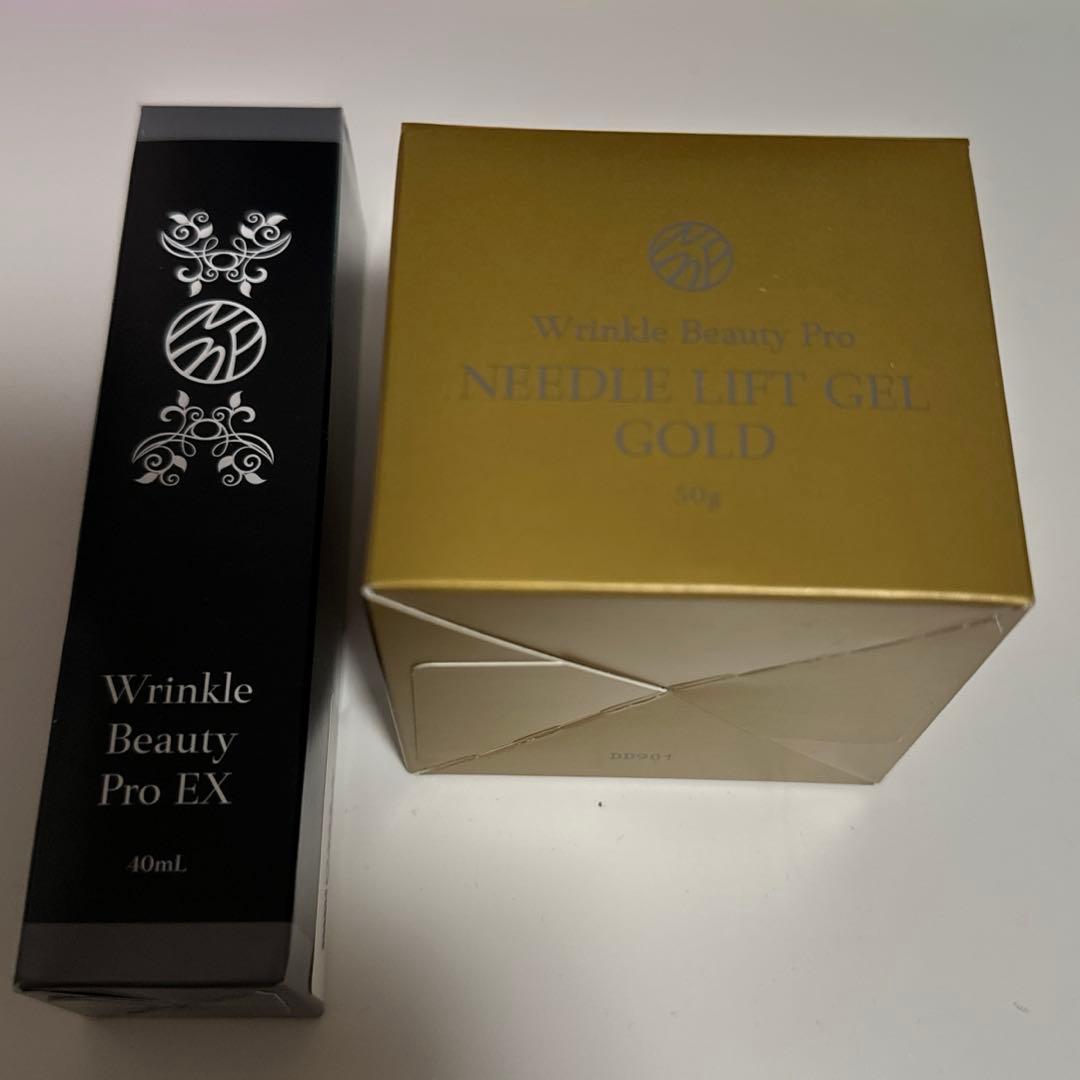 Wrinkle
Beauty
Pro EX
40mL
Wrinkle Beauty Pro
NEEDLE LIFT GEL
GOLD
50g
DD901